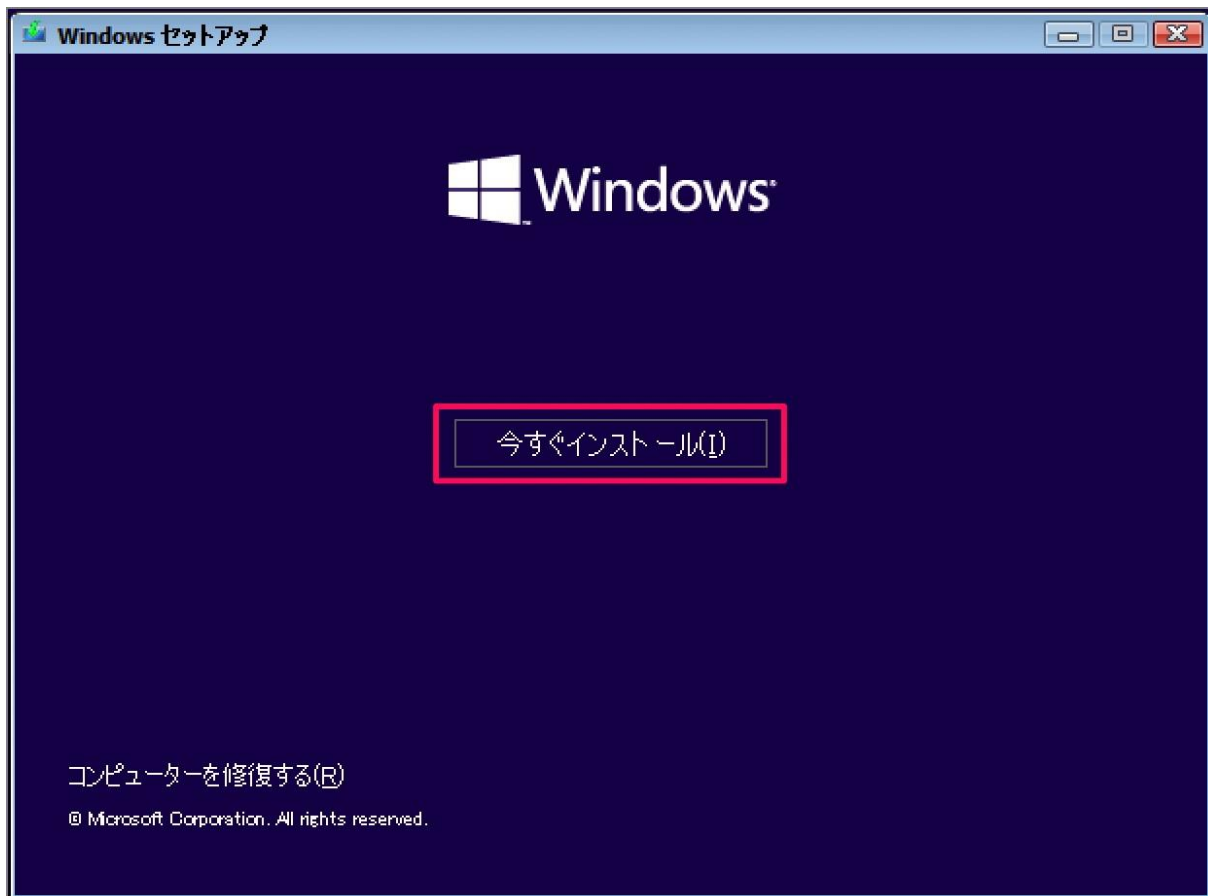 Windows セットアップ
Windows
今すぐインストール(I)
コンピューターを修復する(R)
© Microsoft Corporation. All rights reserved.